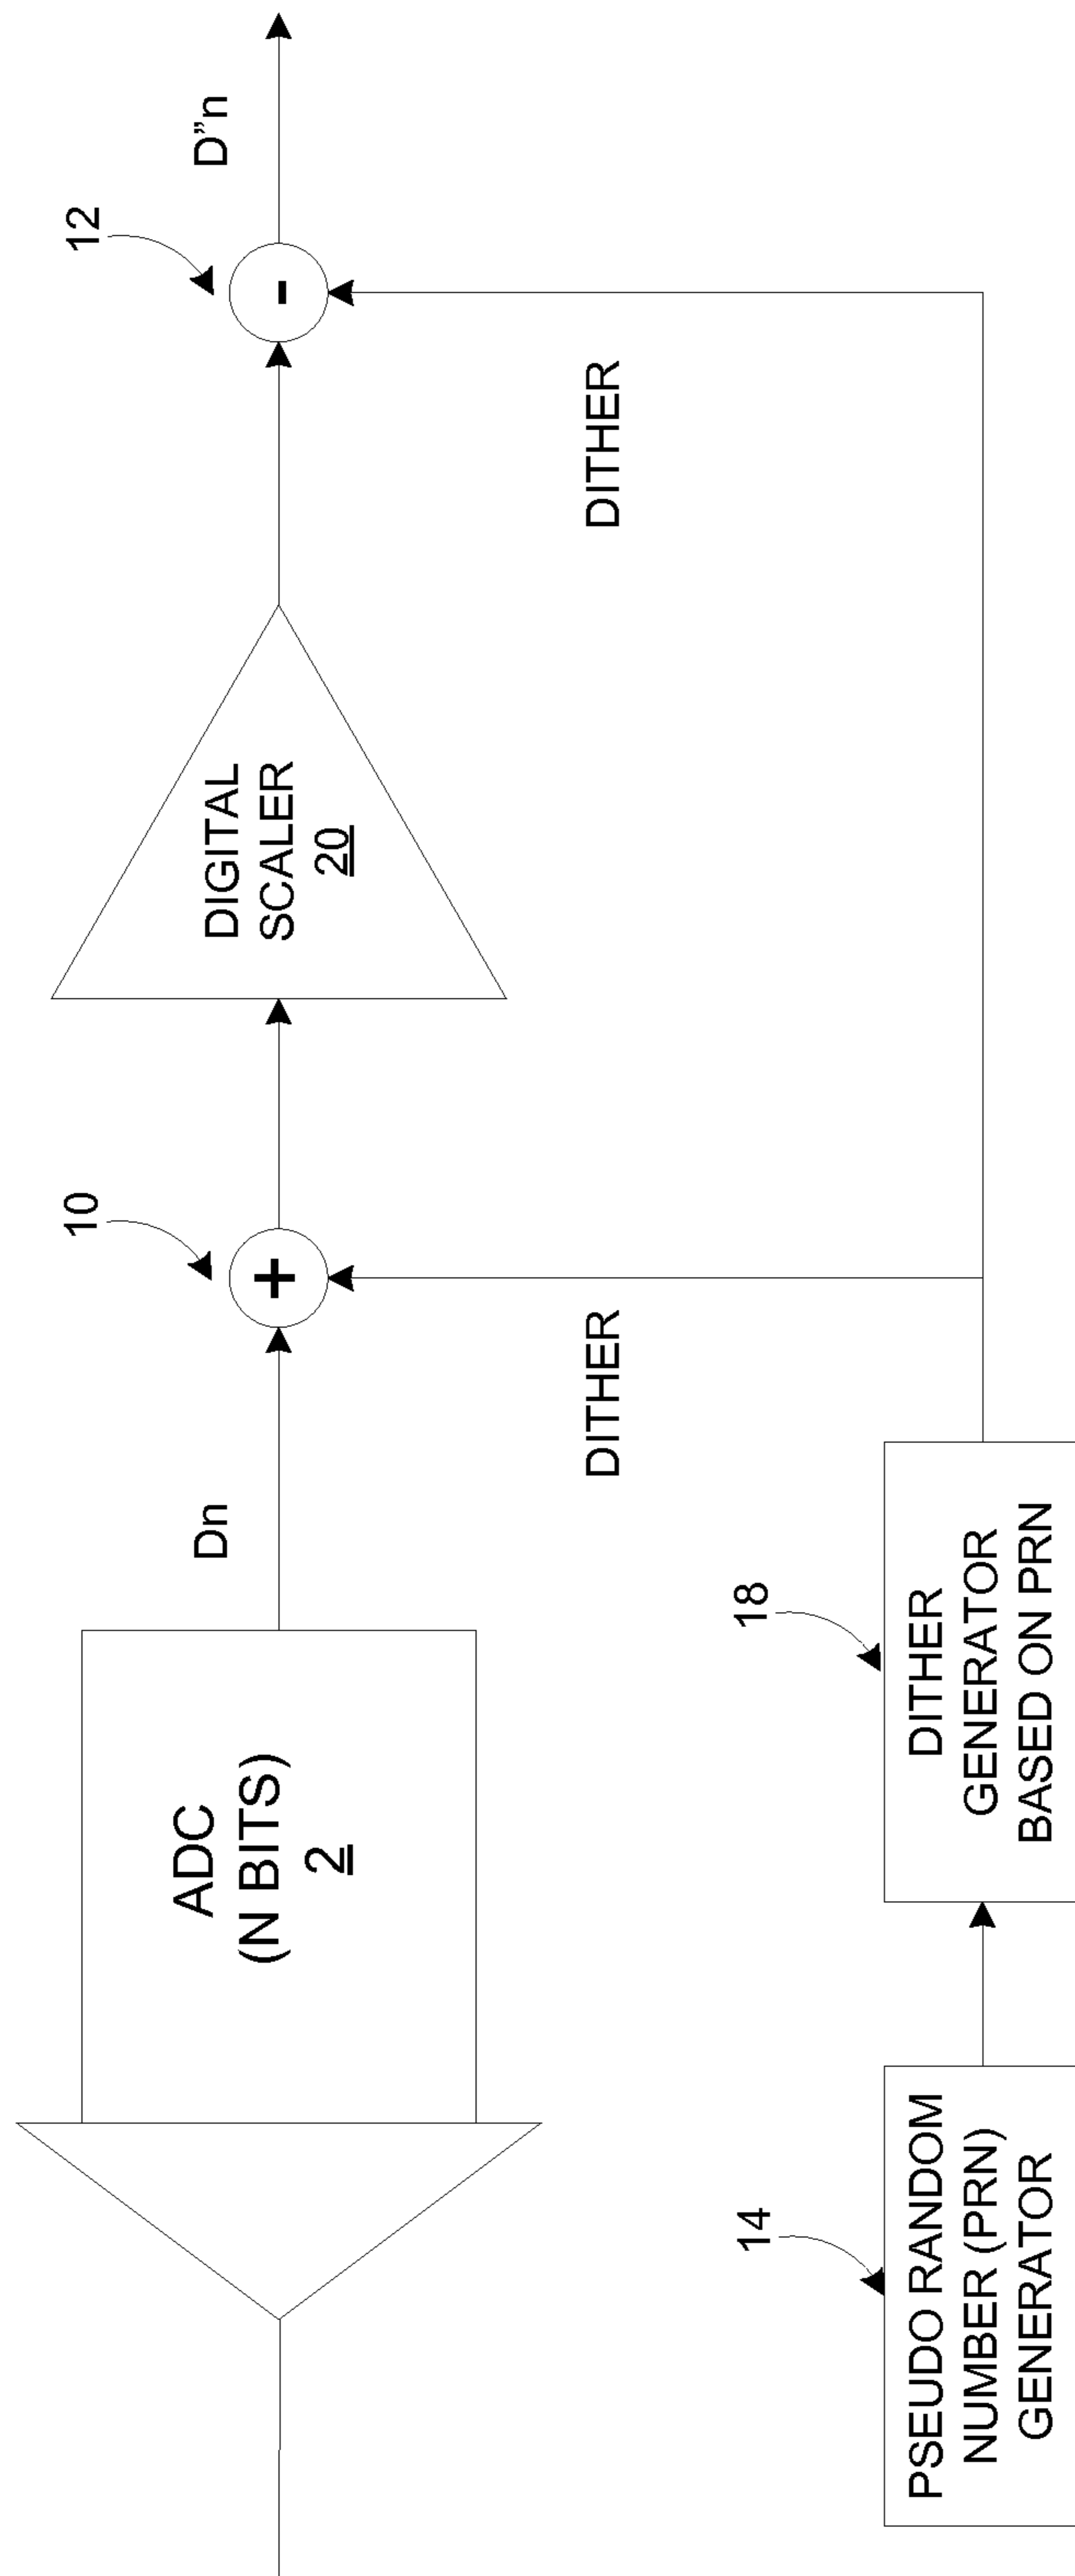 ADC
(N BITS)
2
Dn
10
DIGITAL
SCALER
20
12
D”n
DITHER
DITHER
14
PSEUDO RANDOM
NUMBER (PRN)
GENERATOR
18
DITHER
GENERATOR
BASED ON PRN
+
-